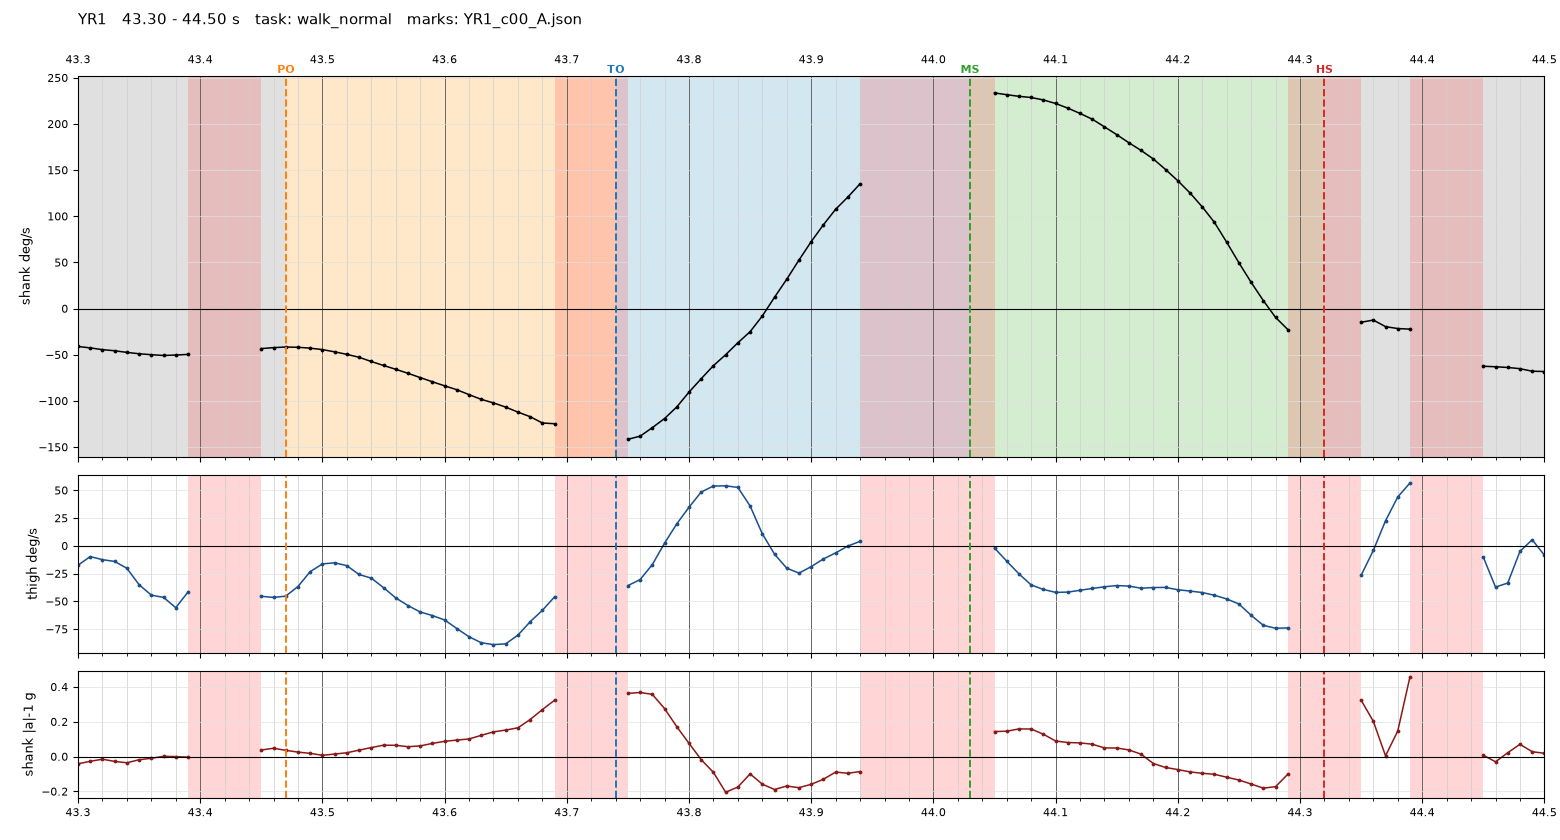 YR1   43.30 - 44.50 s   task: walk_normal   marks: YR1_c00_A.json
43.3 43.4 43.5 43.6 43.7 43.8 43.9 44.0 44.1 44.2 44.3 44.4 44.5
PO TO MS HS
250
200
150
100
50
0
−50
−100
−150
shank deg/s
50
25
0
−25
−50
−75
thigh deg/s
0.4
0.2
0.0
−0.2
shank |a|-1 g
43.3 43.4 43.5 43.6 43.7 43.8 43.9 44.0 44.1 44.2 44.3 44.4 44.5